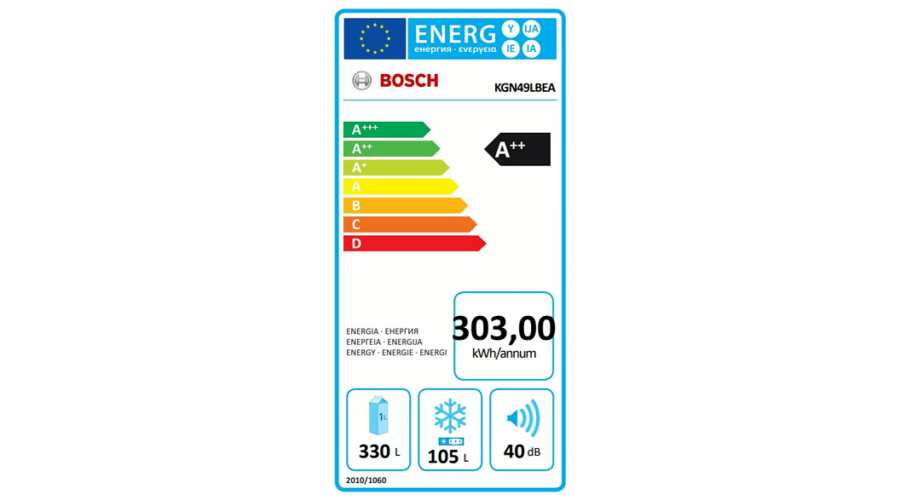 ENERG Y IJA
енергия · ενεργεια IE IA
BOSCH
KGN49LBEA
A+++
A++
A++
A+
A
B
C
D
303,00
kWh/annum
ENERGIA · ЕНЕРГИЯ
ΕΝΕΡΓΕΙΑ · ENERGIJA
ENERGY · ENERGIE · ENERGI
1L
330 L
105 L
40 dB
2010/1060